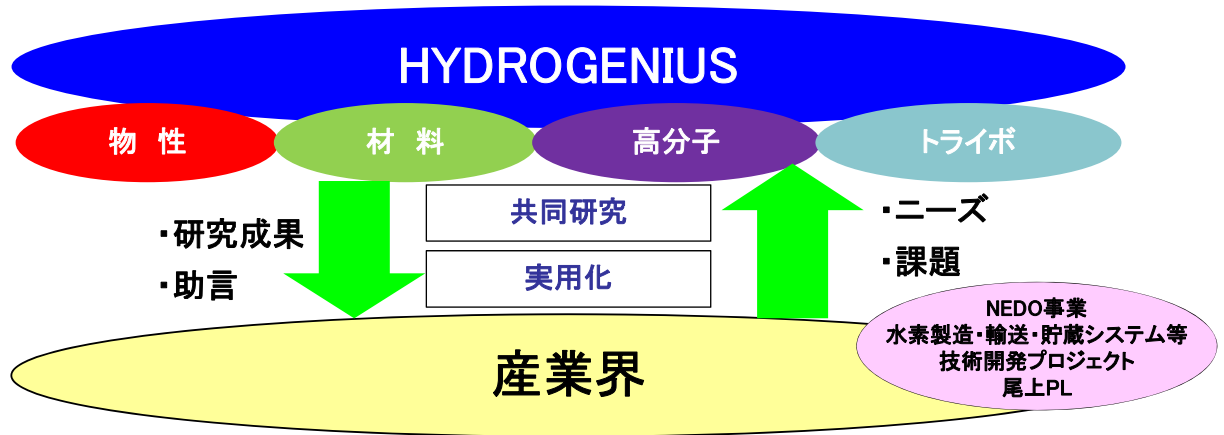 HYDROGENIUS
物 性
材 料
高分子
トライボ
・研究成果
・助言
共同研究
実用化
・ニーズ
・課題
産業界
NEDO事業
水素製造・輸送・貯蔵システム等
技術開発プロジェクト
尾上PL